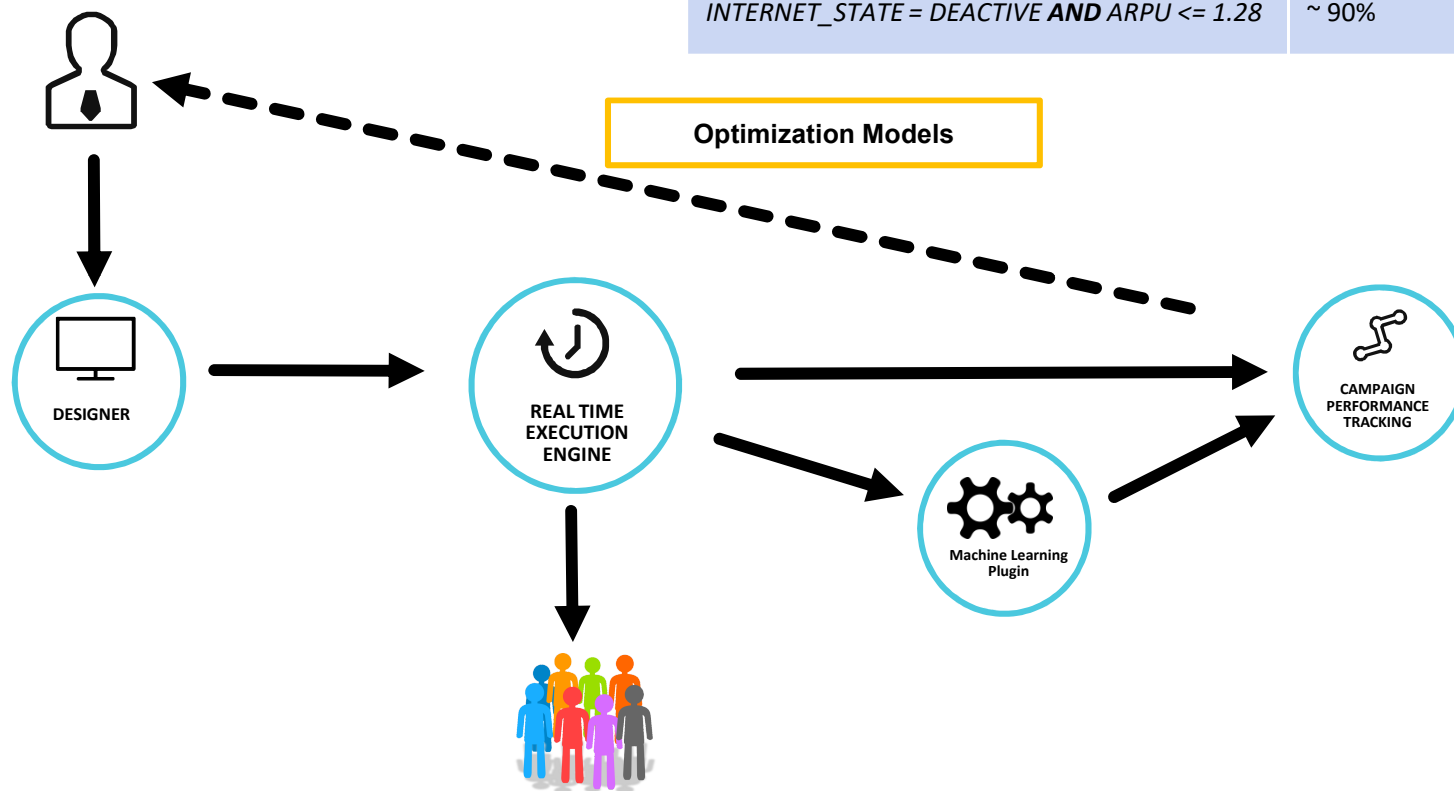 INTERNET_STATE = DEACTIVE AND ARPU <= 1.28 ~ 90%
Optimization Models
DESIGNER
REAL TIME
EXECUTION
ENGINE
CAMPAIGN
PERFORMANCE
TRACKING
Machine Learning
Plugin